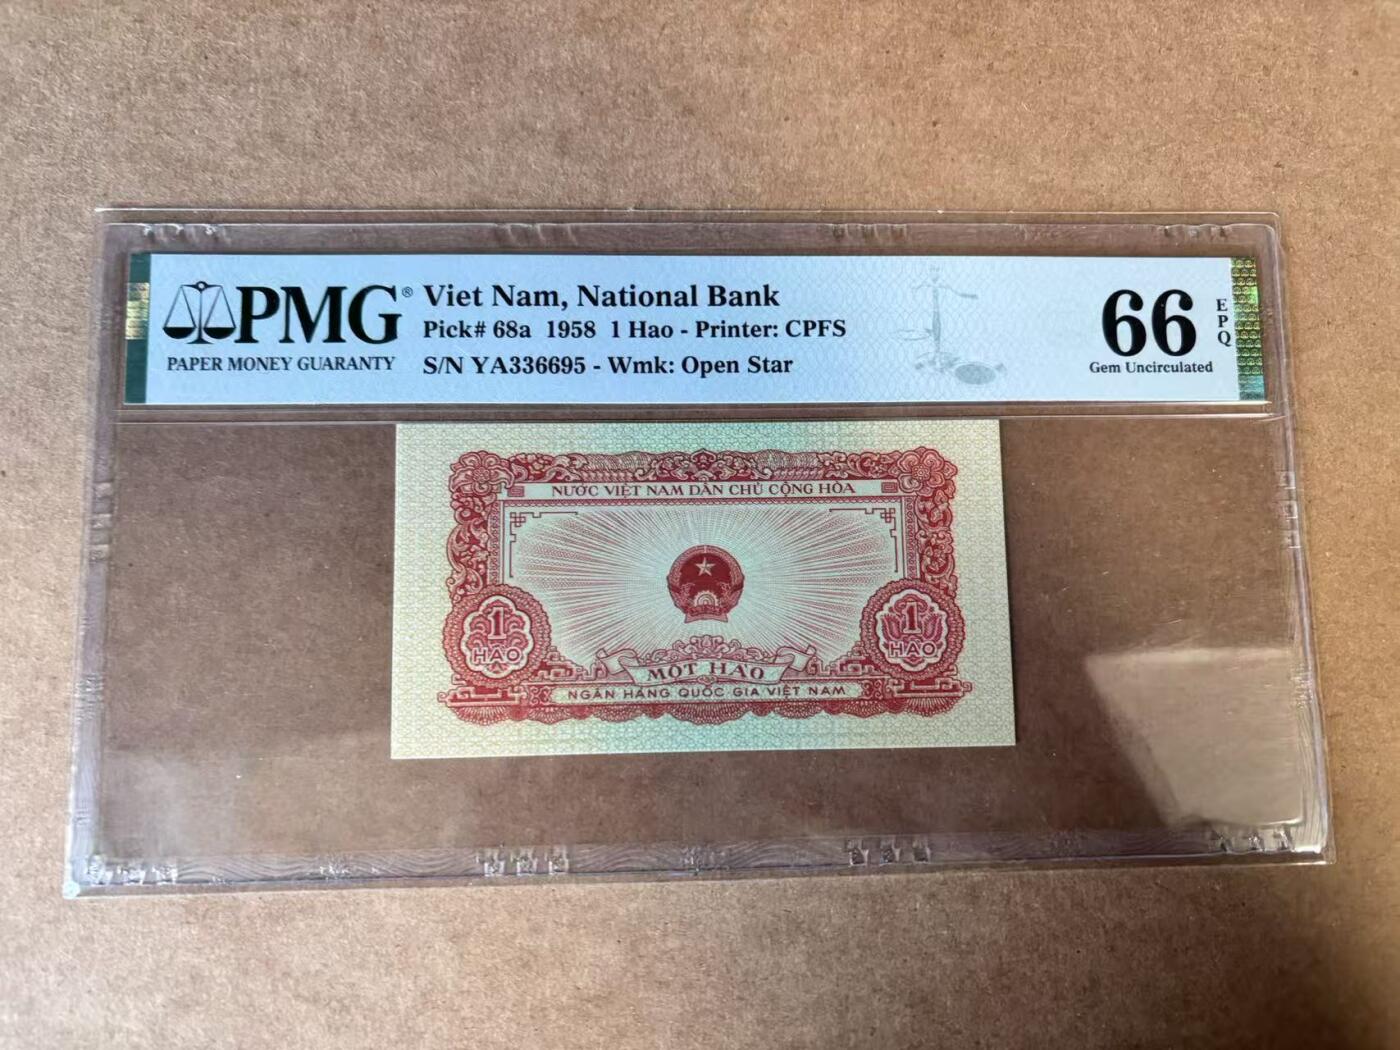 PMG®
PAPER MONEY GUARANTY
Viet Nam, National Bank
Pick# 68a 1958 1 Hao - Printer: CPFS
S/N YA336695 - Wmk: Open Star
66
EPQ
Gem Uncirculated
NƯỚC VIỆT NAM DÂN CHỦ CỘNG HÒA
1
HÀO
1
HÀO
MỘT HÀO
NGÂN HÀNG QUỐC GIA VIỆT NAM